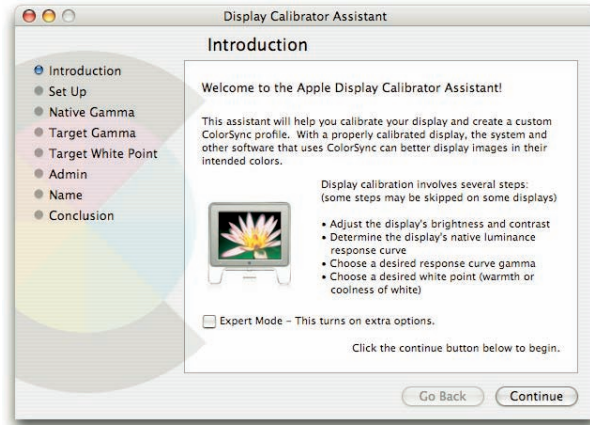 Display Calibrator Assistant
Introduction
Introduction
Set Up
Native Gamma
Target Gamma
Target White Point
Admin
Name
Conclusion
Welcome to the Apple Display Calibrator Assistant!
This assistant will help you calibrate your display and create a custom
ColorSync profile. With a properly calibrated display, the system and
other software that uses ColorSync can better display images in their
intended colors.
Display calibration involves several steps:
(some steps may be skipped on some displays)
• Adjust the display's brightness and contrast
• Determine the display's native luminance
response curve
• Choose a desired response curve gamma
• Choose a desired white point (warmth or
coolness of white)
Expert Mode – This turns on extra options.
Click the continue button below to begin.
Go Back
Continue